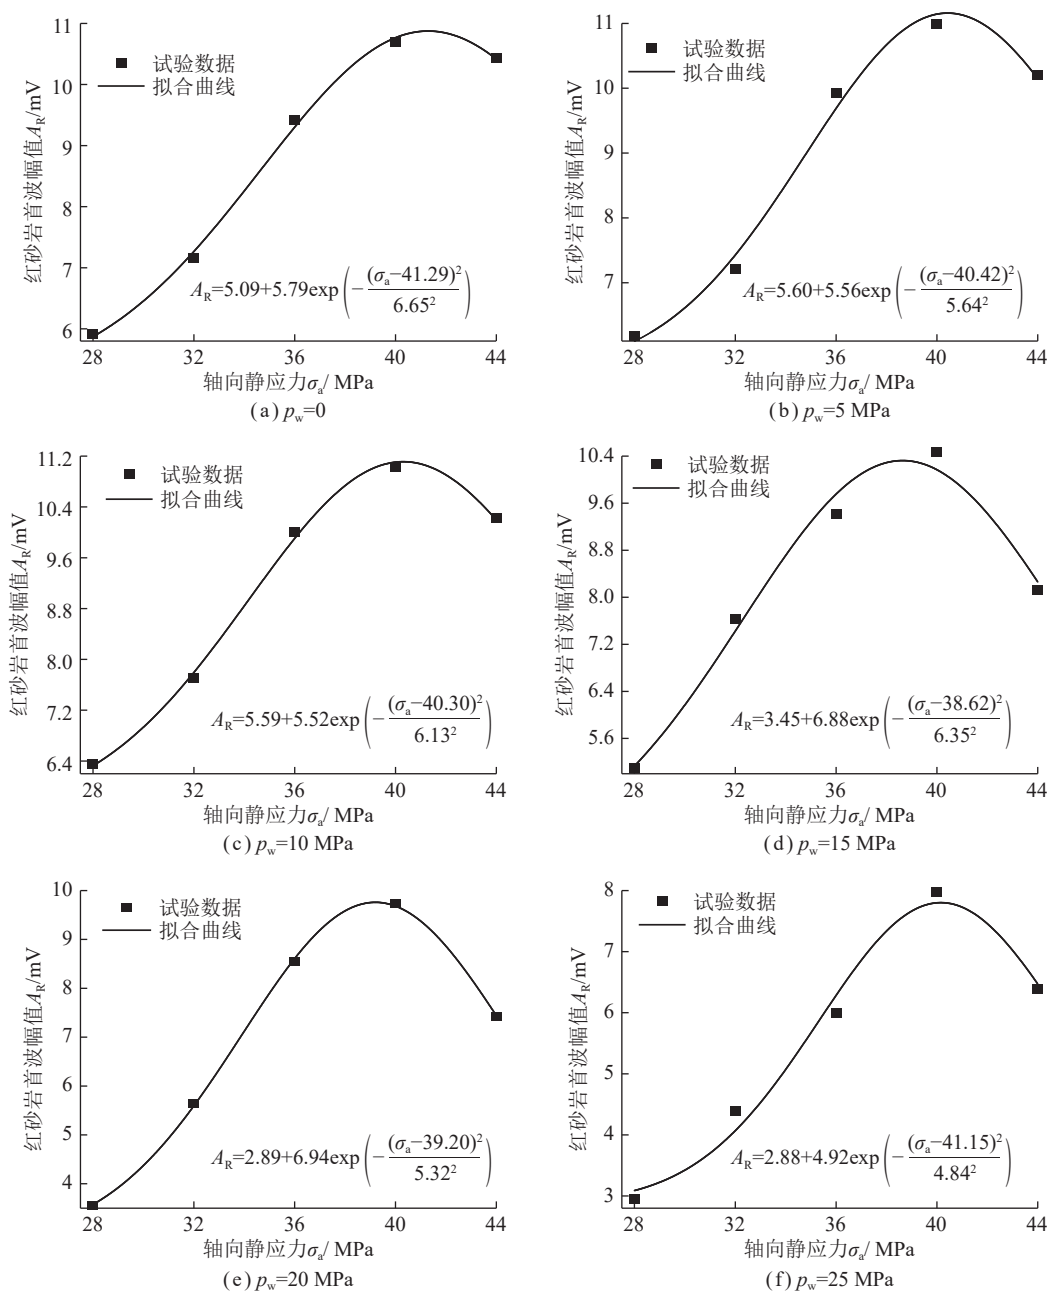 11
10
9
8
7
6
28 32 36 40 44
红砂岩首波幅值A_R/mV
试验数据
拟合曲线
A_R=5.09+5.79exp(−(σ_a−41.29)²/6.65²)
轴向静应力σ_a/ MPa
(a) p_w=0
11
10
9
8
7
28 32 36 40 44
红砂岩首波幅值A_R/mV
试验数据
拟合曲线
A_R=5.60+5.56exp(−(σ_a−40.42)²/5.64²)
轴向静应力σ_a/ MPa
(b) p_w=5 MPa
11.2
10.4
9.6
8.8
8.0
7.2
6.4
28 32 36 40 44
红砂岩首波幅值A_R/mV
试验数据
拟合曲线
A_R=5.59+5.52exp(−(σ_a−40.30)²/6.13²)
轴向静应力σ_a/ MPa
(c) p_w=10 MPa
10.4
9.6
8.8
8.0
7.2
6.4
5.6
28 32 36 40 44
红砂岩首波幅值A_R/mV
试验数据
拟合曲线
A_R=3.45+6.88exp(−(σ_a−38.62)²/6.35²)
轴向静应力σ_a/ MPa
(d) p_w=15 MPa
10
9
8
7
6
5
4
28 32 36 40 44
红砂岩首波幅值A_R/mV
试验数据
拟合曲线
A_R=2.89+6.94exp(−(σ_a−39.20)²/5.32²)
轴向静应力σ_a/ MPa
(e) p_w=20 MPa
8
7
6
5
4
3
28 32 36 40 44
红砂岩首波幅值A_R/mV
试验数据
拟合曲线
A_R=2.88+4.92exp(−(σ_a−41.15)²/4.84²)
轴向静应力σ_a/ MPa
(f) p_w=25 MPa